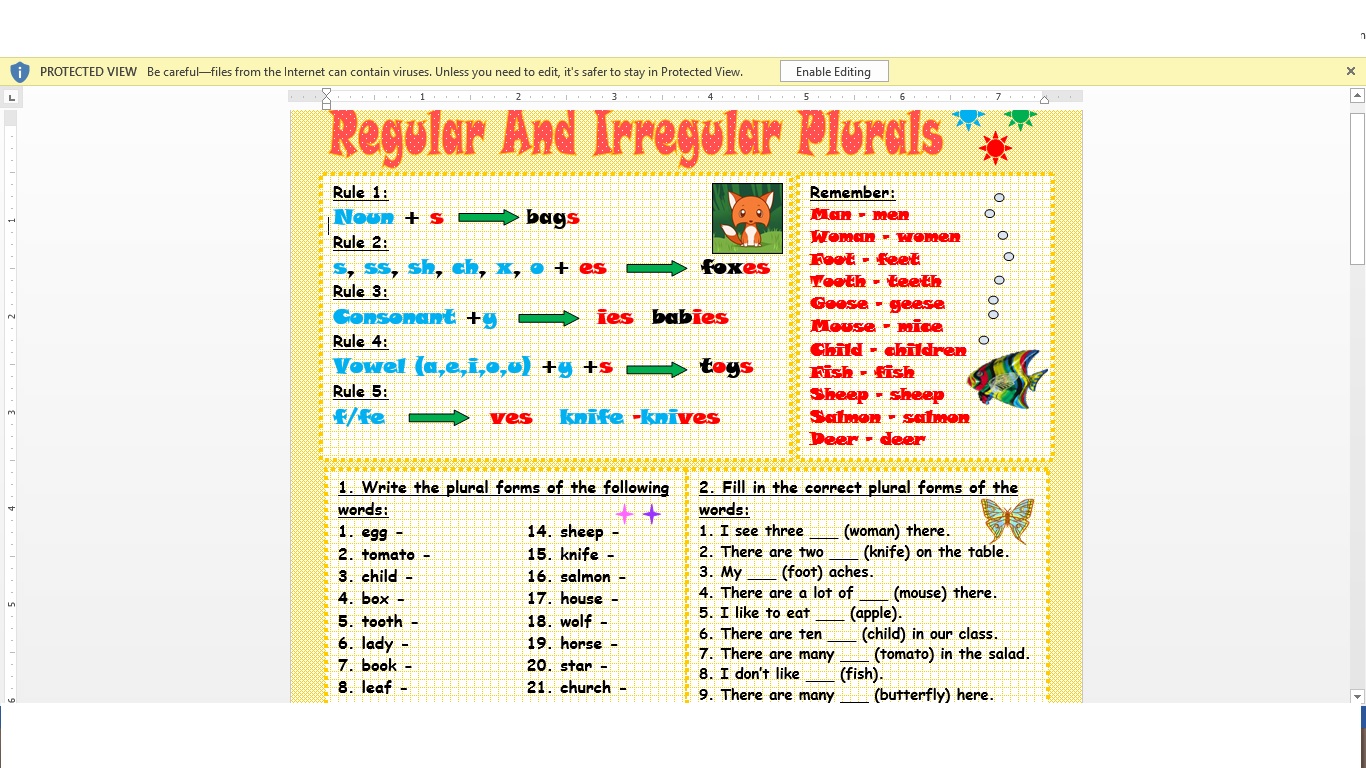 PROTECTED VIEW Be careful—files from the Internet can contain viruses. Unless you need to edit, it's safer to stay in Protected View. Enable Editing
1 2 3 4 5 6 7
Regular And Irregular Plurals
Rule 1:
Noun + s bags
Rule 2:
s, ss, sh, ch, x, o + es foxes
Rule 3:
Consonant +y ies babies
Rule 4:
Vowel (a,e,i,o,u) +y +s toys
Rule 5:
f/fe ves knife -knives
Remember:
Man - men
Woman - women
Foot - feet
Tooth - teeth
Goose - geese
Mouse - mice
Child - children
Fish - fish
Sheep - sheep
Salmon - salmon
Deer - deer
1. Write the plural forms of the following
words:
1. egg -
2. tomato -
3. child -
4. box -
5. tooth -
6. lady -
7. book -
8. leaf -
14. sheep -
15. knife -
16. salmon -
17. house -
18. wolf -
19. horse -
20. star -
21. church -
2. Fill in the correct plural forms of the
words:
1. I see three ___ (woman) there.
2. There are two ___ (knife) on the table.
3. My ___ (foot) aches.
4. There are a lot of ___ (mouse) there.
5. I like to eat ___ (apple).
6. There are ten ___ (child) in our class.
7. There are many ___ (tomato) in the salad.
8. I don't like ___ (fish).
9. There are many ___ (butterfly) here.